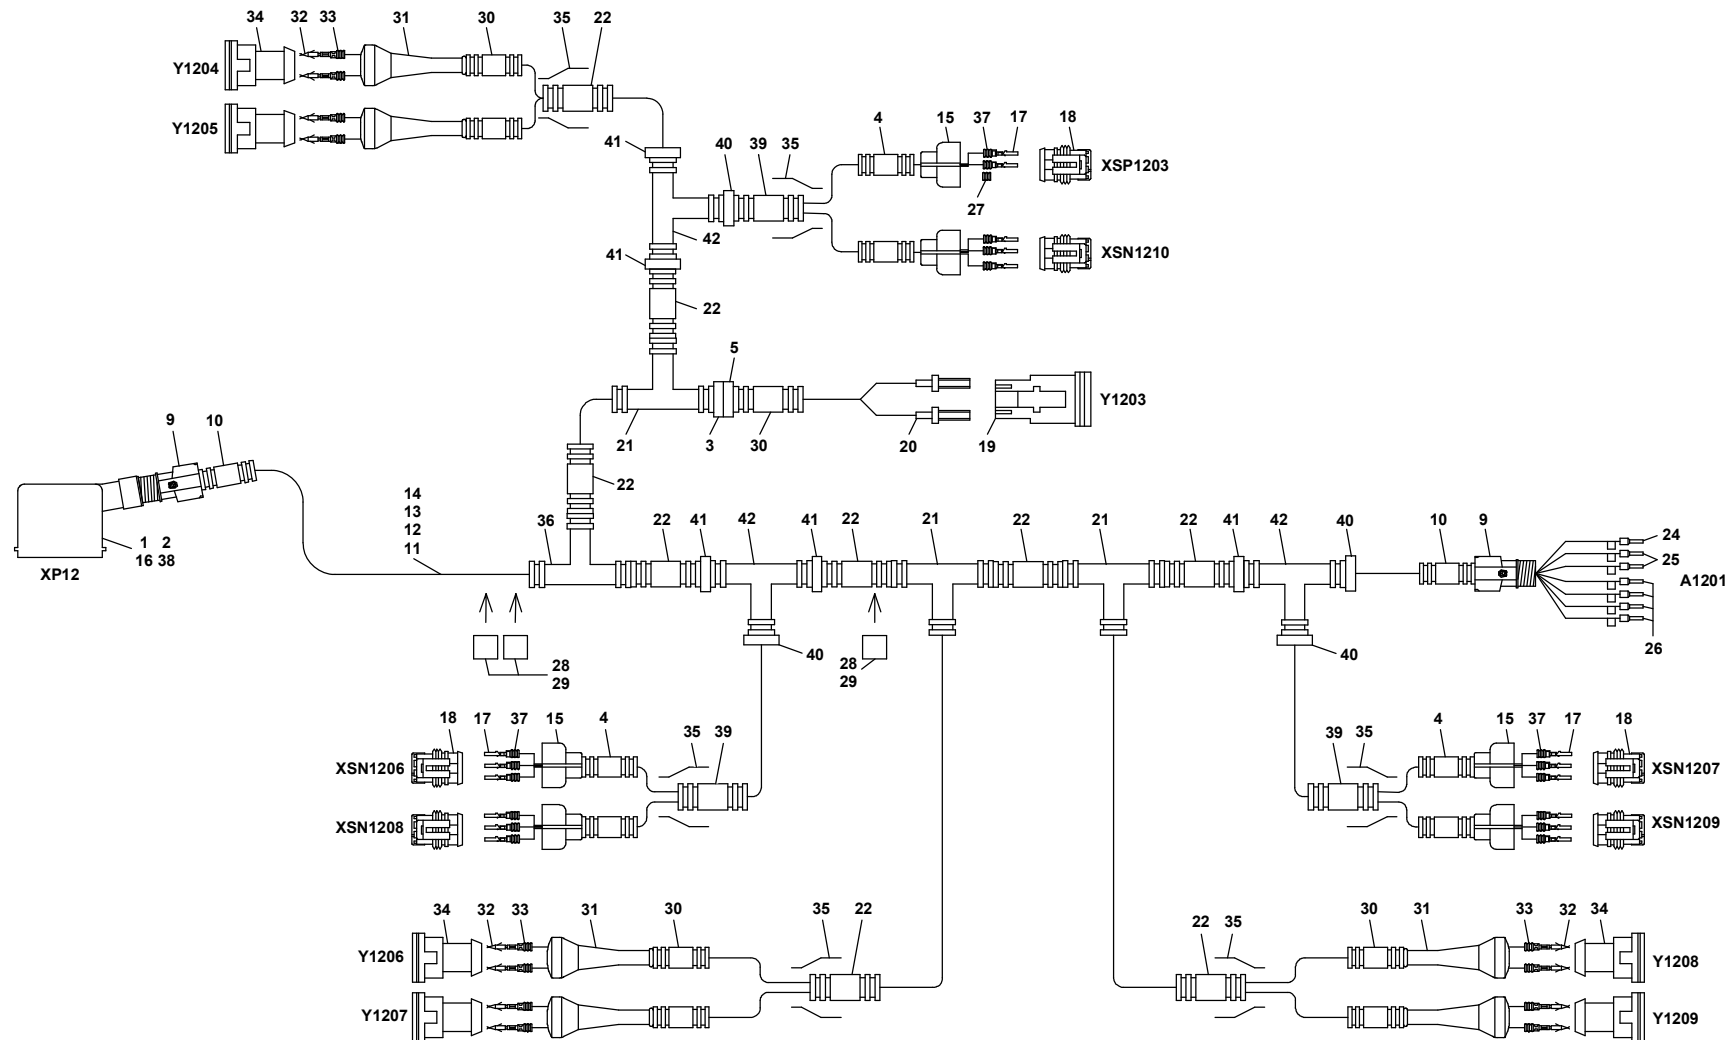 34 32 33 31 30 35 22
Y1204
Y1205
41 40 39 35 4 15 37 17 18
XSP1203
27
42
41
XSN1210
22
5
Y1203
21 3 30 20 19
9 10
22
14
13
12
11
36 22 41 42 41 22 21 22 21 22 41 42 40 10 9 24
25
A1201
26
1 2
16 38
XP12
28
29
40
28
29
40
18 17 37 15 4 35 39
XSN1206
XSN1208
39 35 4 15 37 17 18
XSN1207
XSN1209
34 32 33 31 30 35 22
Y1206
Y1207
22 35 30 31 33 32 34
Y1208
Y1209